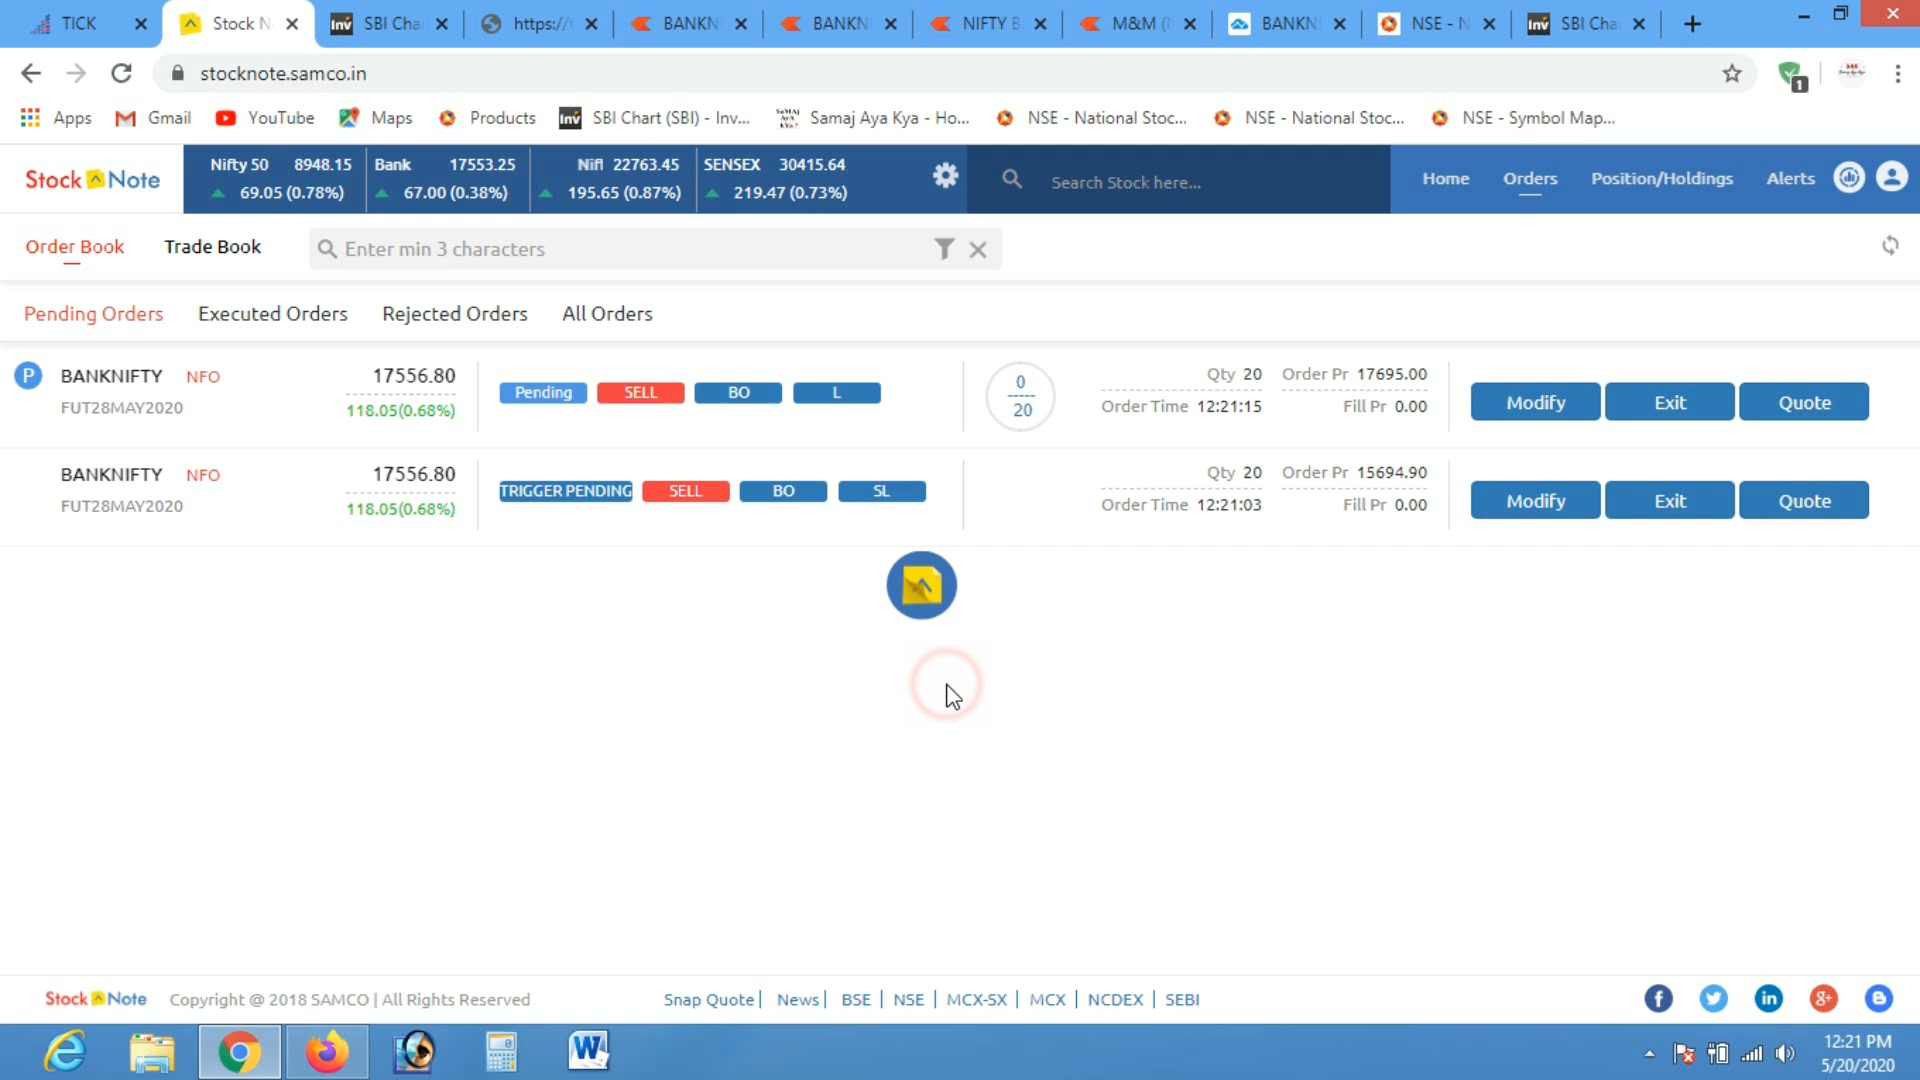 TICK
Stock N
SBI Cha
https://
BANKN
BANKN
NIFTY B
M&M (
BANKN
NSE - N
SBI Cha
stocknote.samco.in
1
Apps
Gmail
YouTube
Maps
Products
SBI Chart (SBI) - Inv...
Samaj Aya Kya - Ho...
NSE - National Stoc...
NSE - National Stoc...
NSE - Symbol Map...
Stock Note
Nifty 50 8948.15
69.05 (0.78%)
Bank 17553.25
67.00 (0.38%)
Nifl 22763.45
195.65 (0.87%)
SENSEX 30415.64
219.47 (0.73%)
Search Stock here...
Home
Orders
Position/Holdings
Alerts
Order Book
Trade Book
Enter min 3 characters
Pending Orders
Executed Orders
Rejected Orders
All Orders
P
BANKNIFTY NFO
FUT28MAY2020
17556.80
118.05(0.68%)
Pending SELL BO L
0
20
Qty 20 Order Pr 17695.00
Order Time 12:21:15 Fill Pr 0.00
Modify Exit Quote
BANKNIFTY NFO
FUT28MAY2020
17556.80
118.05(0.68%)
TRIGGER PENDING SELL BO SL
Qty 20 Order Pr 15694.90
Order Time 12:21:03 Fill Pr 0.00
Modify Exit Quote
Stock Note Copyright @ 2018 SAMCO | All Rights Reserved
Snap Quote | News | BSE | NSE | MCX-SX | MCX | NCDEX | SEBI
12:21 PM
5/20/2020